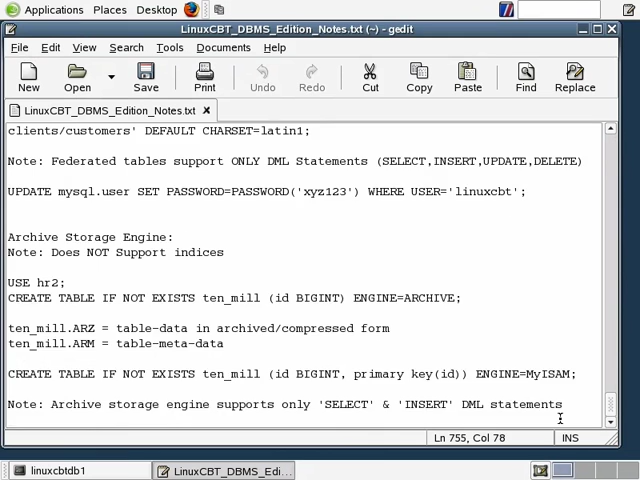 Applications Places Desktop
LinuxCBT_DBMS_Edition_Notes.txt (~) - gedit
File Edit View Search Tools Documents Help
New Open Save Print Undo Redo Cut Copy Paste Find Replace
LinuxCBT_DBMS_Edition_Notes.txt
clients/customers' DEFAULT CHARSET=latin1;
Note: Federated tables support ONLY DML Statements (SELECT,INSERT,UPDATE,DELETE)
UPDATE mysql.user SET PASSWORD=PASSWORD('xyz123') WHERE USER='linuxcbt';
Archive Storage Engine:
Note: Does NOT Support indices
USE hr2;
CREATE TABLE IF NOT EXISTS ten_mill (id BIGINT) ENGINE=ARCHIVE;
ten_mill.ARZ = table-data in archived/compressed form
ten_mill.ARM = table-meta-data
CREATE TABLE IF NOT EXISTS ten_mill (id BIGINT, primary key(id)) ENGINE=MyISAM;
Note: Archive storage engine supports only 'SELECT' & 'INSERT' DML statements
Ln 755, Col 78 INS
linuxcbtdb1 LinuxCBT_DBMS_Edi...